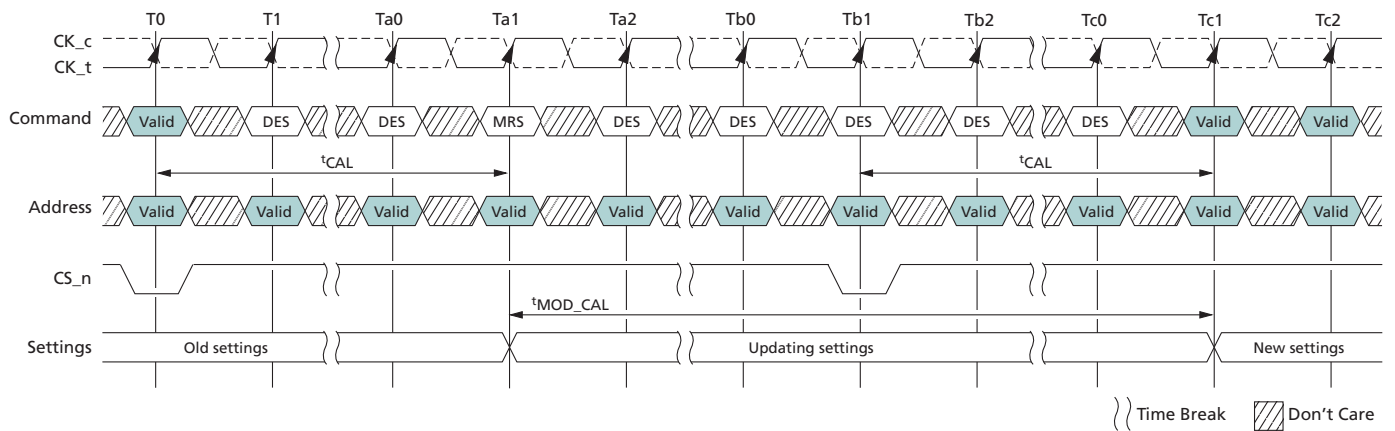 T0 T1 Ta0 Ta1 Ta2 Tb0 Tb1 Tb2 Tc0 Tc1 Tc2
CK_c
CK_t
Command Valid DES DES MRS DES DES DES DES DES Valid Valid
tCAL tCAL
Address Valid Valid Valid Valid Valid Valid Valid Valid Valid Valid Valid
CS_n
tMOD_CAL
Settings Old settings Updating settings New settings
Time Break Don't Care